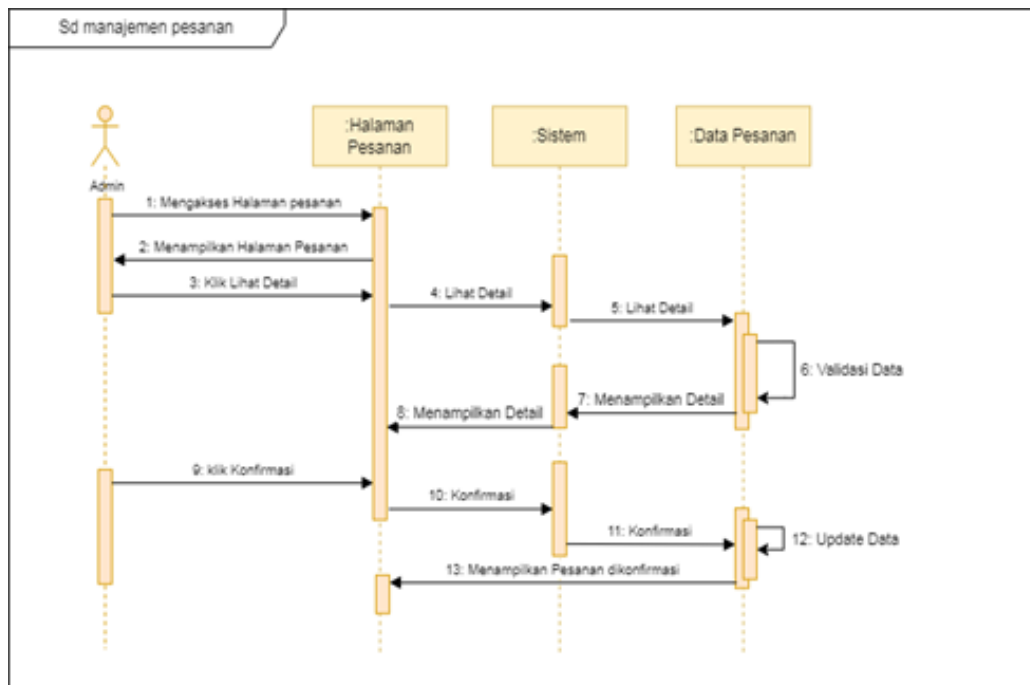 Sd manajemen pesanan
:Halaman
Pesanan
:Sistem
:Data Pesanan
Admin
1: Mengakses Halaman pesanan
2: Menampilkan Halaman Pesanan
3: Klik Lihat Detail
4: Lihat Detail
5: Lihat Detail
6: Validasi Data
7: Menampilkan Detail
8: Menampilkan Detail
9: klik Konfirmasi
10: Konfirmasi
11: Konfirmasi
12: Update Data
13: Menampilkan Pesanan dikonfirmasi